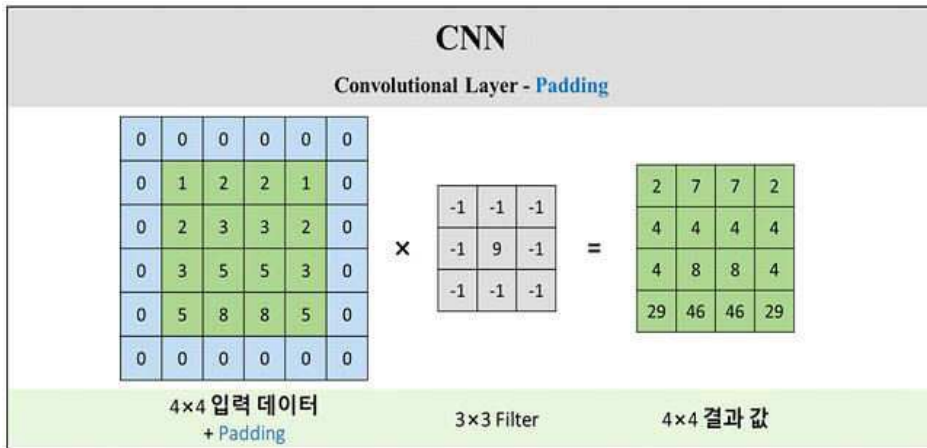 CNN
Convolutional Layer - Padding
0 0 0 0 0 0
0 1 2 2 1 0
0 2 3 3 2 0
0 3 5 5 3 0
0 5 8 8 5 0
0 0 0 0 0 0
×
-1 -1 -1
-1 9 -1
-1 -1 -1
=
2 7 7 2
4 4 4 4
4 8 8 4
29 46 46 29
4×4 입력 데이터
+ Padding
3×3 Filter
4×4 결과 값